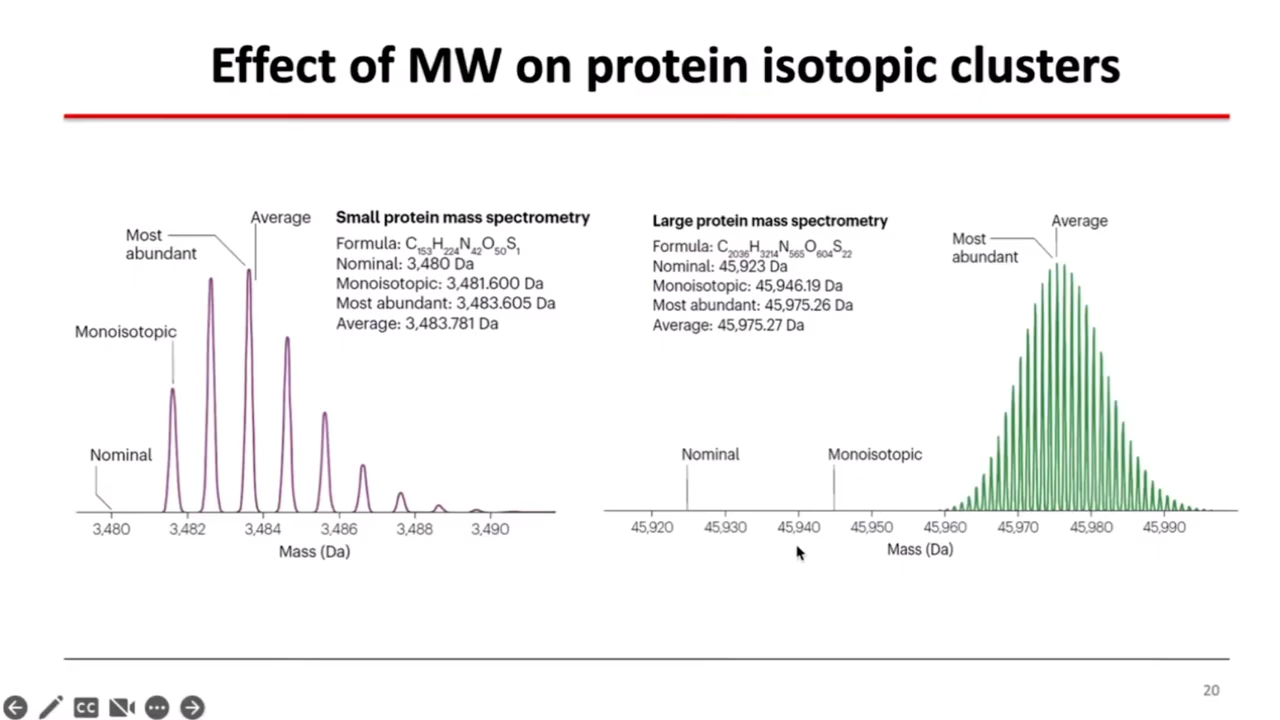 Effect of MW on protein isotopic clusters
Average
Most
abundant
Monoisotopic
Nominal
Small protein mass spectrometry
Formula: C₁₅₃H₂₂₄N₄₂O₅₀S₁
Nominal: 3,480 Da
Monoisotopic: 3,481.600 Da
Most abundant: 3,483.605 Da
Average: 3,483.781 Da
3,480 3,482 3,484 3,486 3,488 3,490
Mass (Da)
Large protein mass spectrometry
Formula: C₂₀₃₆H₃₂₁₄N₅₆₅O₆₀₄S₂₂
Nominal: 45,923 Da
Monoisotopic: 45,946.19 Da
Most abundant: 45,975.26 Da
Average: 45,975.27 Da
Average
Most
abundant
Nominal
Monoisotopic
45,920 45,930 45,940 45,950 45,960 45,970 45,980 45,990
Mass (Da)
20
CC